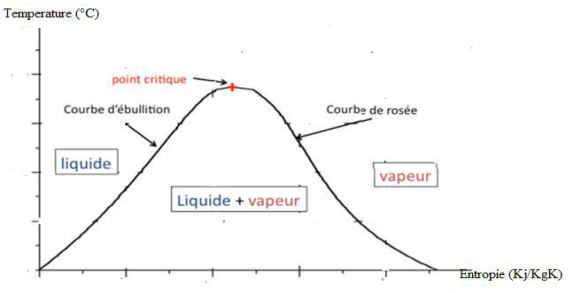 Temperature (°C)
point critique
Courbe d'ébullition
Courbe de rosée
liquide
vapeur
Liquide + vapeur
Entropie (Kj/KgK)